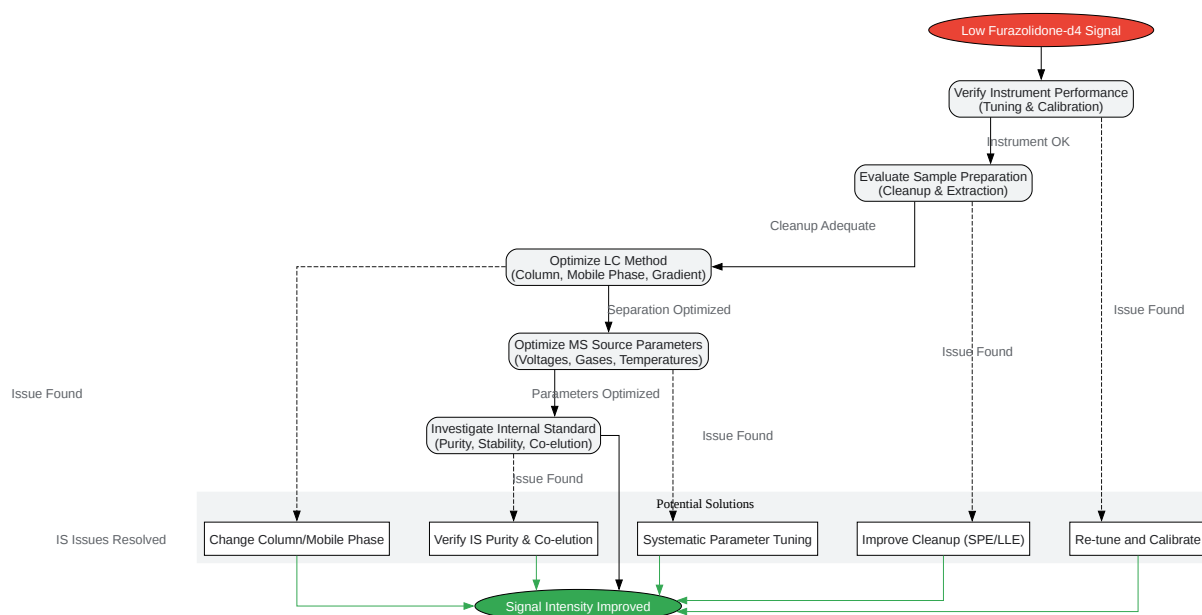 Low Furazolidone-d4 Signal
Verify Instrument Performance
(Tuning & Calibration)
Instrument OK
Evaluate Sample Preparation
(Cleanup & Extraction)
Cleanup Adequate
Optimize LC Method
(Column, Mobile Phase, Gradient)
Separation Optimized
Issue Found
Optimize MS Source Parameters
(Voltages, Gases, Temperatures)
Issue Found
Issue Found
Parameters Optimized
Investigate Internal Standard
(Purity, Stability, Co-elution)
Issue Found
Issue Found
Potential Solutions
IS Issues Resolved
Change Column/Mobile Phase
Verify IS Purity & Co-elution
Systematic Parameter Tuning
Improve Cleanup (SPE/LLE)
Re-tune and Calibrate
Signal Intensity Improved